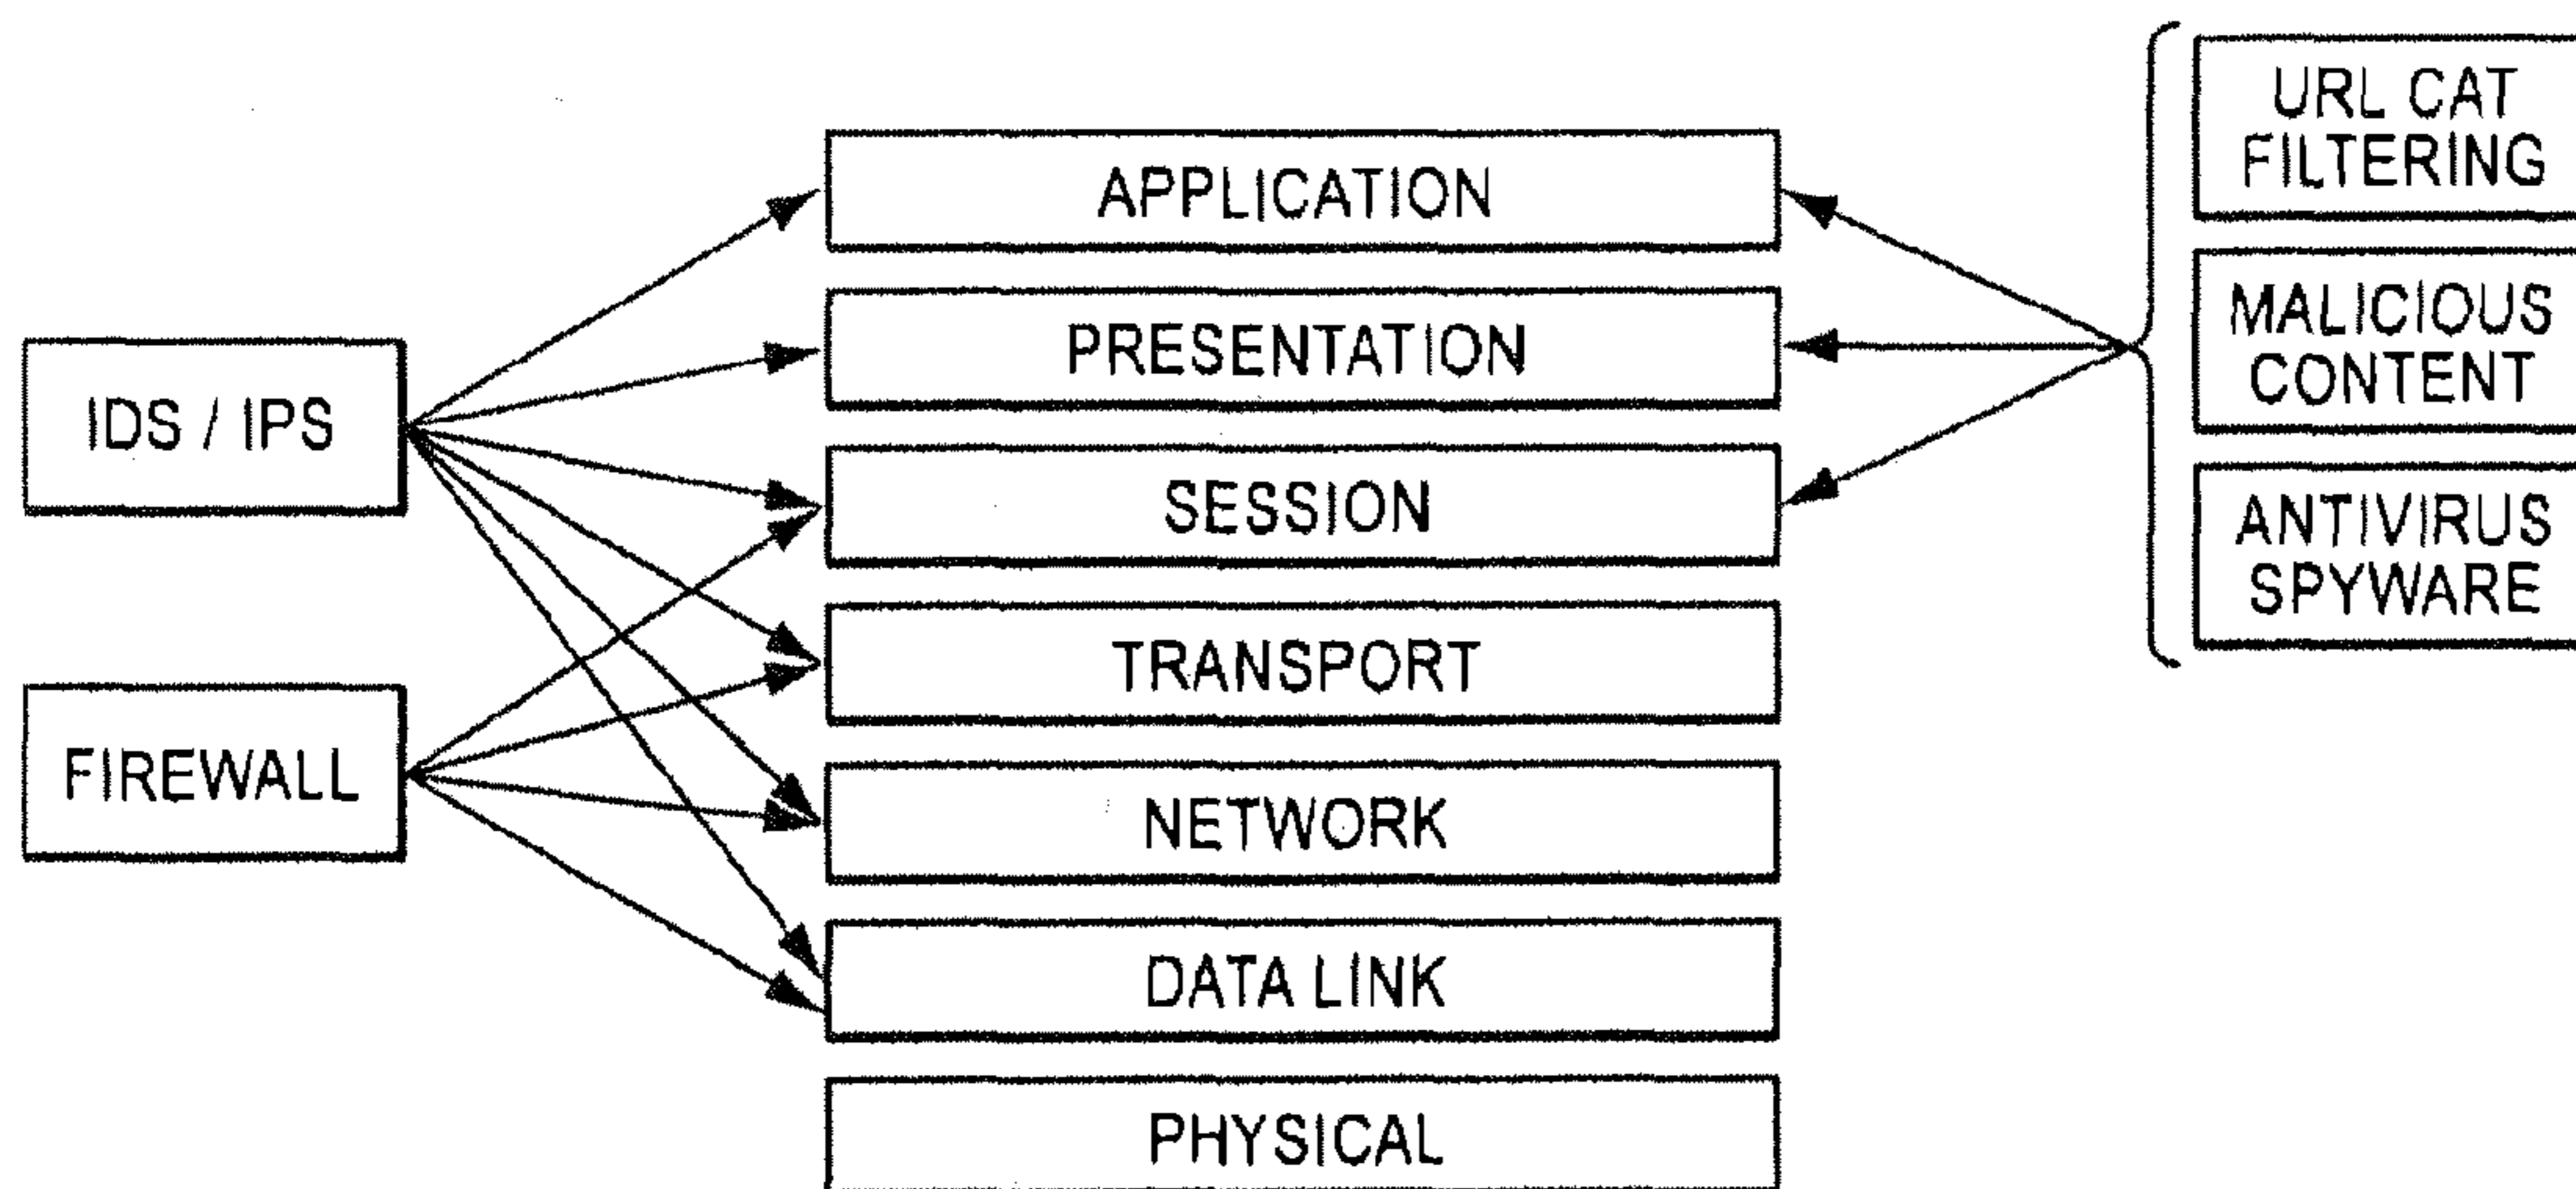 IDS / IPS
FIREWALL
APPLICATION
PRESENTATION
SESSION
TRANSPORT
NETWORK
DATA LINK
PHYSICAL
URL CAT
FILTERING
MALICIOUS
CONTENT
ANTIVIRUS
SPYWARE